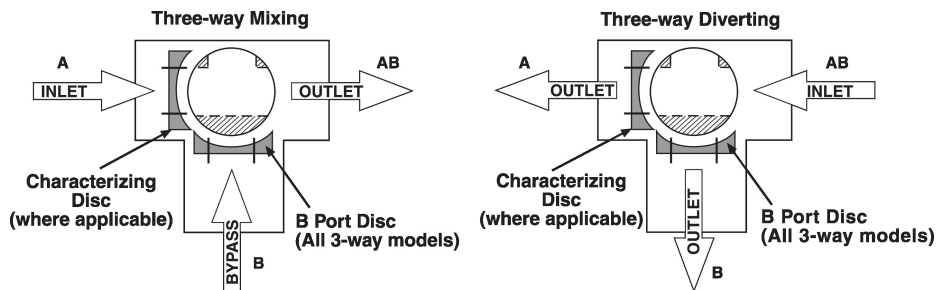 Three-way Mixing
A
INLET
AB
OUTLET
Characterizing
Disc
(where applicable)
BYPASS
B
B Port Disc
(All 3-way models)
Three-way Diverting
A
OUTLET
AB
INLET
Characterizing
Disc
(where applicable)
OUTLET
B
B Port Disc
(All 3-way models)